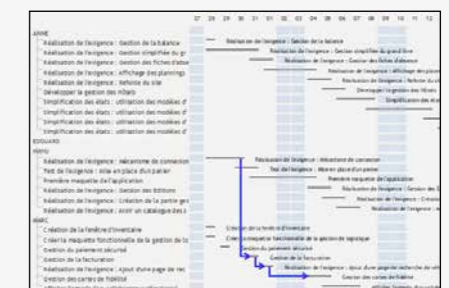 27 28 29 30 31 01 02 03 04 05 06 07 08 09 10 11 12
ANNE
Réalisation de l'exigence : Gestion de la balance
Réalisation de l'exigence : Gestion de la balance
Réalisation de l'exigence : Gestion simplifiée du gr
Réalisation de l'exigence : Gestion simplifiée du grand livre
Réalisation de l'exigence : Gestion des fiches d'abse
Réalisation de l'exigence : Gestion des fiches d'absence
Réalisation de l'exigence : Affichage des plannings
Réalisation de l'exigence : Affichage des plann
Réalisation de l'exigence : Refonte du site
Réalisation de l'exigence : Refonte du
Développer la gestion des hôtels
Développer la gestion des hôtels
Simplification des états : utilisation des modèles d'
Simplification des état
Simplification des états : utilisation des modèles d'
Simplification des états : utilisation des modèles d'
Simplification des états : utilisation des modèles d'
EDOUARD
Réalisation de l'exigence : Mécanisme de connexion
Réalisation de l'exigence : Mécanisme de connexion
Test de l'exigence : Mise en place d'un panier
Test de l'exigence : Mise en place d'un panier
Première maquette de l'application
Première maquette de l'application
Réalisation de l'exigence : Gestion des éditions
Réalisation de l'exigence : Gestion des
Réalisation de l'exigence : Création de la partie ges
Réalisation de l'exigence : Créatio
Réalisation de l'exigence : Avoir un catalogue des
Réalisation de l'exigence :
MARC
Création de la fenêtre d'inventaire
Création de la fenêtre d'inventaire
Créer la maquette fonctionnelle de la gestion de lo
Créer la maquette fonctionnelle de la gestion de logistique
Gestion du paiement sécurisé
Gestion du paiement sécurisé
Gestion de la facturation
Gestion de la facturation
Réalisation de l'exigence : Ajout d'une page de rec
Réalisation de l'exigence : Ajout d'une page de recherche de
Gestion des cartes de fidélité
Gestion des cartes de fidélité